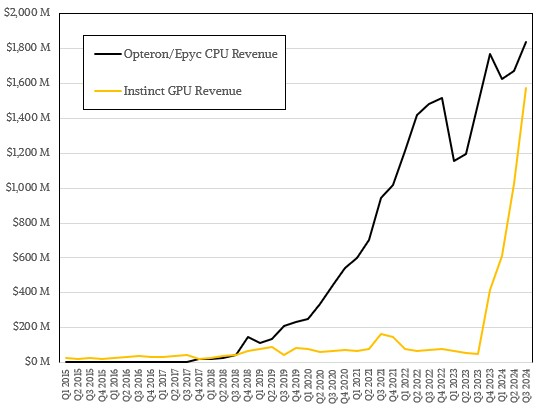 $2,000 M
$1,800 M
$1,600 M
$1,400 M
$1,200 M
$1,000 M
$800 M
$600 M
$400 M
$200 M
$0 M
Opteron/Epyc CPU Revenue
Instinct GPU Revenue
Q1 2015
Q2 2015
Q3 2015
Q4 2015
Q1 2016
Q2 2016
Q3 2016
Q4 2016
Q1 2017
Q2 2017
Q3 2017
Q4 2017
Q1 2018
Q2 2018
Q3 2018
Q4 2018
Q1 2019
Q2 2019
Q3 2019
Q4 2019
Q1 2020
Q2 2020
Q3 2020
Q4 2020
Q1 2021
Q2 2021
Q3 2021
Q4 2021
Q1 2022
Q2 2022
Q3 2022
Q4 2022
Q1 2023
Q2 2023
Q3 2023
Q4 2023
Q1 2024
Q2 2024
Q3 2024